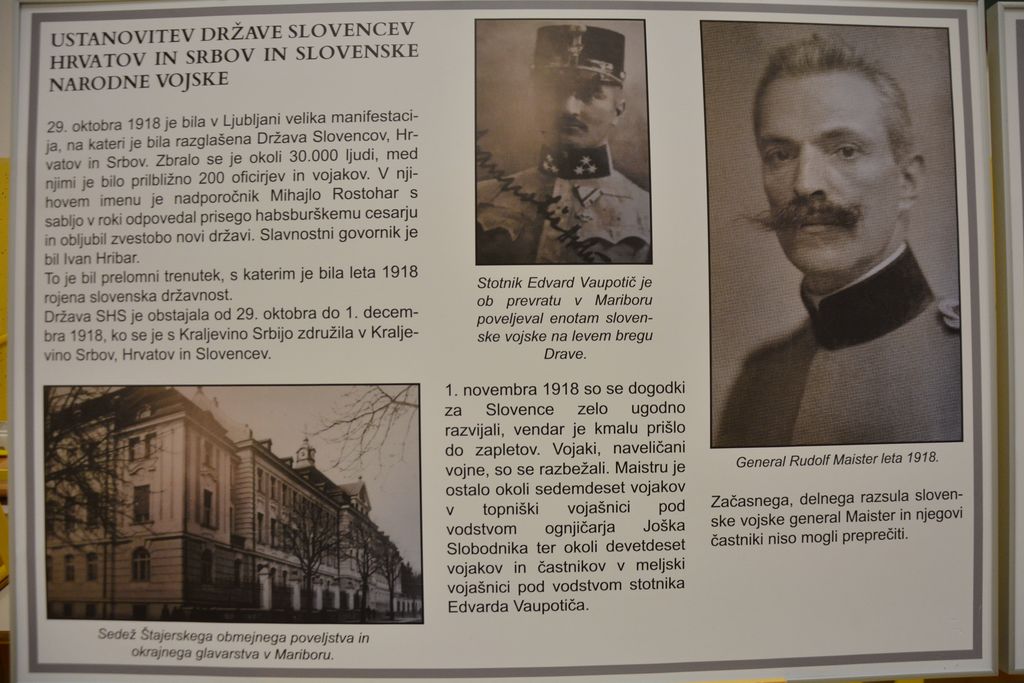 USTANOVITEV DRŽAVE SLOVENCEV
HRVATOV IN SRBOV IN SLOVENSKE
NARODNE VOJSKE
29. oktobra 1918 je bila v Ljubljani velika manifestaci-
ja, na kateri je bila razglašena Država Slovencov, Hr-
vatov in Srbov. Zbralo se je okoli 30.000 ljudi, med
njimi je bilo prilbližno 200 oficirjev in vojakov. V nji-
hovem imenu je nadporočnik Mihajlo Rostohar s
sabljo v roki odpovedal prisego habsburškemu cesarju
in obljubil zvestobo novi državi. Slavnostni govornik je
bil Ivan Hribar.
To je bil prelomni trenutek, s katerim je bila leta 1918
rojena slovenska državnost.
Država SHS je obstajala od 29. oktobra do 1. decem-
bra 1918, ko se je s Kraljevino Srbijo združila v Kralje-
vino Srbov, Hrvatov in Slovencev.
Sedež Štajerskega obmejnega poveljstva in
okrajnega glavarstva v Mariboru.
Stotnik Edvard Vaupotič je
ob prevratu v Mariboru
poveljeval enotam sloven-
ske vojske na levem bregu
Drave.
1. novembra 1918 so se dogodki
za Slovence zelo ugodno
razvijali, vendar je kmalu prišlo
do zapletov. Vojaki, naveličani
vojne, so se razbežali. Maistru je
ostalo okoli sedemdeset vojakov
v topniški vojašnici pod
vodstvom ognjičarja Joška
Slobodnika ter okoli devetdeset
vojakov in častnikov v meljski
vojašnici pod vodstvom stotnika
Edvarda Vaupotiča.
General Rudolf Maister leta 1918.
Začasnega, delnega razsula sloven-
ske vojske general Maister in njegovi
častniki niso mogli preprečiti.